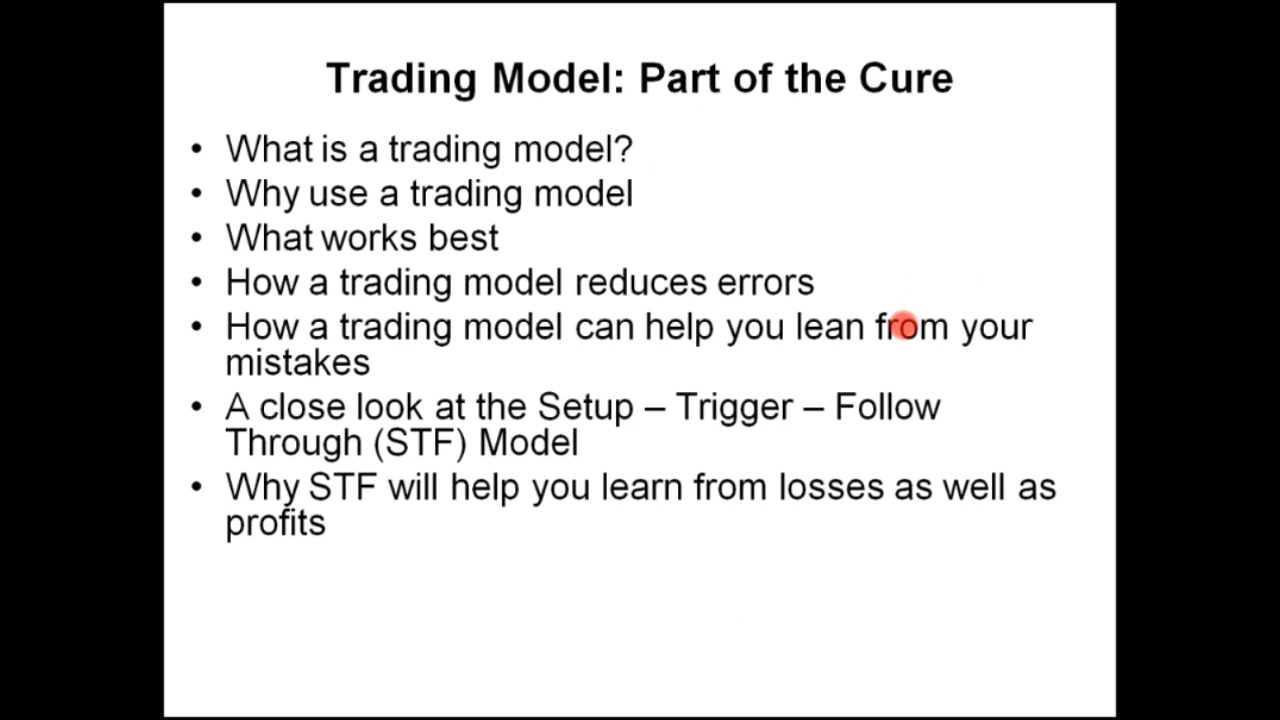 Trading Model: Part of the Cure
• What is a trading model?
• Why use a trading model
• What works best
• How a trading model reduces errors
• How a trading model can help you lean from your
mistakes
• A close look at the Setup – Trigger – Follow
Through (STF) Model
• Why STF will help you learn from losses as well as
profits